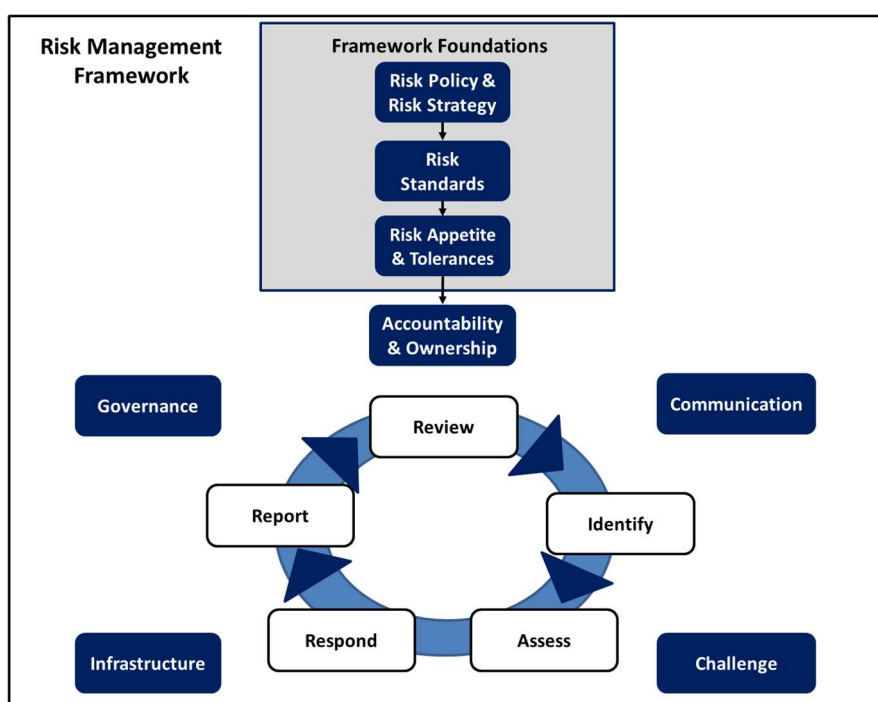 Risk Management
Framework
Framework Foundations
Risk Policy &
Risk Strategy
Risk
Standards
Risk Appetite
& Tolerances
Accountability
& Ownership
Governance
Communication
Review
Report
Identify
Respond
Assess
Infrastructure
Challenge